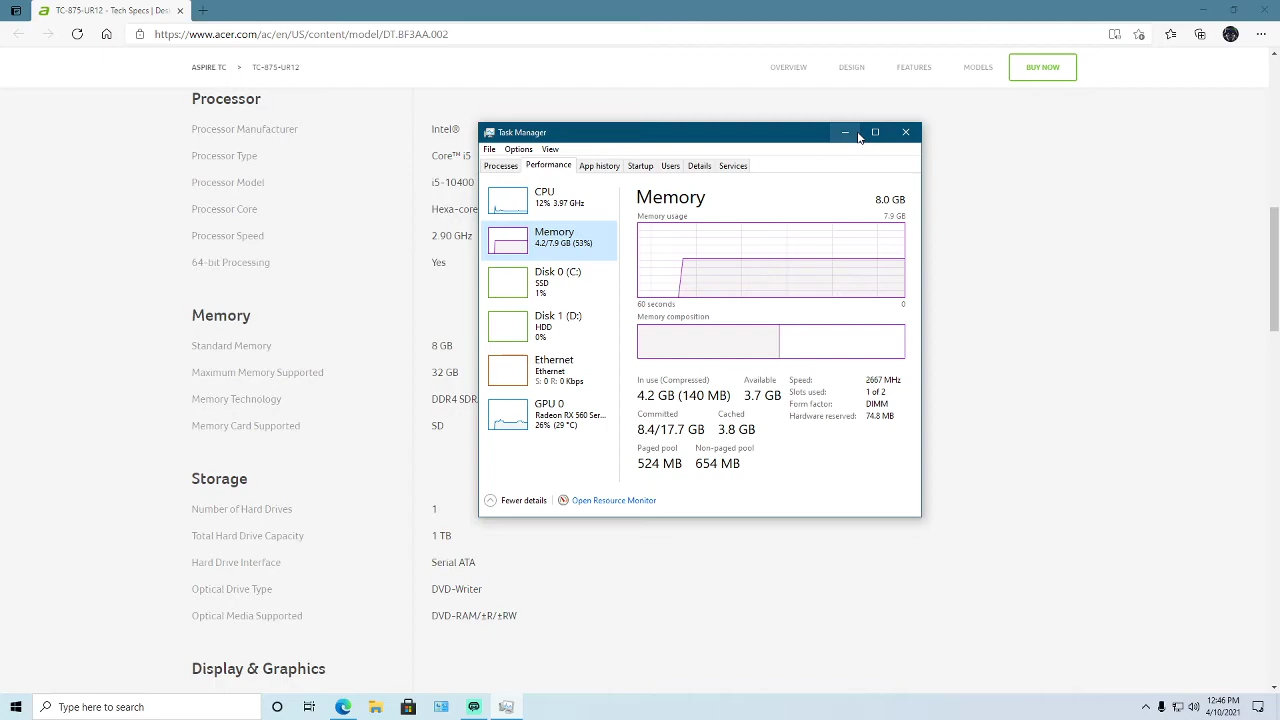 TC-875-UR12 - Tech Specs | Des
https://www.acer.com/ac/en/US/content/model/DT.BF3AA.002
ASPIRE TC > TC-875-UR12
OVERVIEW DESIGN FEATURES MODELS BUY NOW
Processor
Processor Manufacturer Intel®
Processor Type Core™ i5
Processor Model i5-10400
Processor Core Hexa-core
Processor Speed 2.90 GHz
64-bit Processing Yes
Memory
Standard Memory 8 GB
Maximum Memory Supported 32 GB
Memory Technology DDR4 SDR
Memory Card Supported SD
Storage
Number of Hard Drives 1
Total Hard Drive Capacity 1 TB
Hard Drive Interface Serial ATA
Optical Drive Type DVD-Writer
Optical Media Supported DVD-RAM/±R/±RW
Display & Graphics
Task Manager
File Options View
Processes Performance App history Startup Users Details Services
CPU
12% 3.97 GHz
Memory
4.2/7.9 GB (53%)
Disk 0 (C:)
SSD
1%
Disk 1 (D:)
HDD
0%
Ethernet
Ethernet
S: 0 R: 0 Kbps
GPU 0
Radeon RX 560 Ser...
26% (29 °C)
Memory 8.0 GB
Memory usage 7.9 GB
60 seconds 0
Memory composition
In use (Compressed) Available
4.2 GB (140 MB) 3.7 GB
Committed Cached
8.4/17.7 GB 3.8 GB
Paged pool Non-paged pool
524 MB 654 MB
Speed: 2667 MHz
Slots used: 1 of 2
Form factor: DIMM
Hardware reserved: 74.8 MB
Fewer details Open Resource Monitor
Type here to search
12:46 PM
4/10/2021